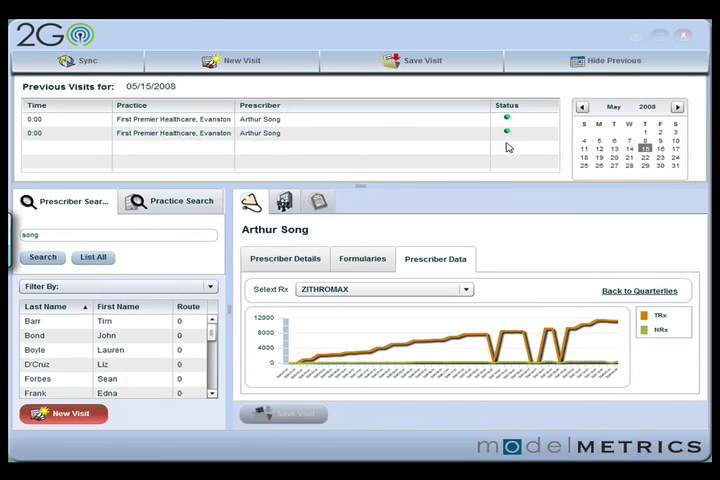 2GO
Sync
New Visit
Save Visit
Hide Previous
Previous Visits for: 05/15/2008
Time Practice Prescriber Status
0:00 First Premier Healthcare, Evanston Arthur Song
0:00 First Premier Healthcare, Evanston Arthur Song
May 2008
S M T W T F S
1 2 3
4 5 6 7 8 9 10
11 12 13 14 15 16 17
18 19 20 21 22 23 24
25 26 27 28 29 30 31
Prescriber Sear...
Practice Search
song
Search
List All
Filter By:
Last Name First Name Route
Barr Tim 0
Bond John 0
Boyle Lauren 0
D'Cruz Liz 0
Forbes Sean 0
Frank Edna 0
New Visit
Arthur Song
Prescriber Details
Formularies
Prescriber Data
Select Rx ZITHROMAX
Back to Quarterlies
12000
8000
4000
0
TRx
NRx
Save Visit
modelMETRICS